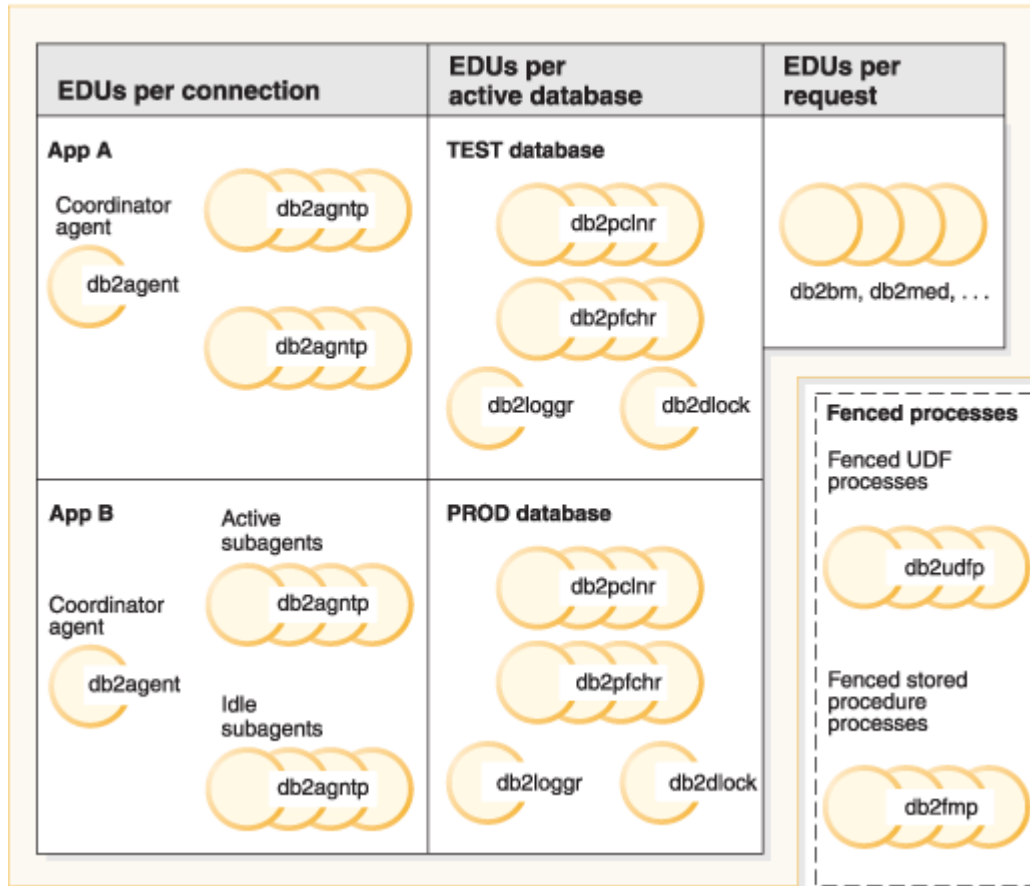 EDUs per connection
EDUs per
active database
EDUs per
request
App A
Coordinator
agent
db2agent
db2agntp
db2agntp
TEST database
db2pclnr
db2pfchr
db2loggr
db2dlock
db2bm, db2med, . . .
App B
Coordinator
agent
db2agent
Active
subagents
db2agntp
Idle
subagents
db2agntp
PROD database
db2pclnr
db2pfchr
db2loggr
db2dlock
Fenced processes
Fenced UDF
processes
db2udfp
Fenced stored
procedure
processes
db2fmp